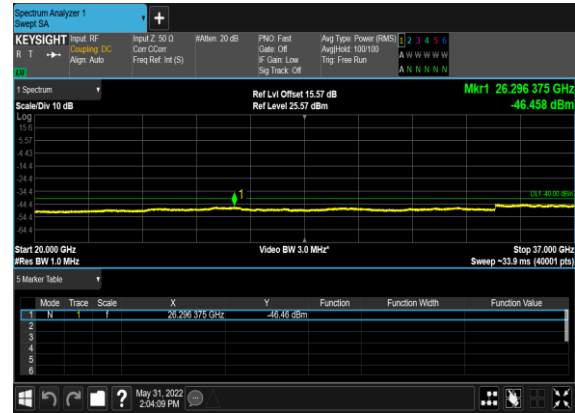 Spectrum Analyzer 1
Swept SA
+
KEYSIGHT Input: RF Input Z: 50 Ω #Atten: 20 dB PNO: Fast Avg Type: Power (RMS) 1 2 3 4 5 6
R T Coupling: DC Corr CCorr Gate: Off Avg|Hold: 100/100 A W W W W W
Align: Auto Freq Ref: Int (S) IF Gain: Low Trig: Free Run A N N N N N
Sig Track: Off
LXI
1 Spectrum Ref Lvl Offset 15.57 dB Mkr1 26.296 375 GHz
Scale/Div 10 dB Ref Level 25.57 dBm -46.458 dBm
Log
15.6
5.57
-4.43
-14.4
-24.4
-34.4 1 DL1 -40.00 dBm
-44.4
-54.4
-64.4
Start 20.000 GHz Video BW 3.0 MHz* Stop 37.000 GHz
#Res BW 1.0 MHz Sweep ~33.9 ms (40001 pts)
5 Marker Table
Mode Trace Scale X Y Function Function Width Function Value
1 N 1 f 26.296 375 GHz -46.46 dBm
2
3
4
5
6
? May 31, 2022
2:04:09 PM